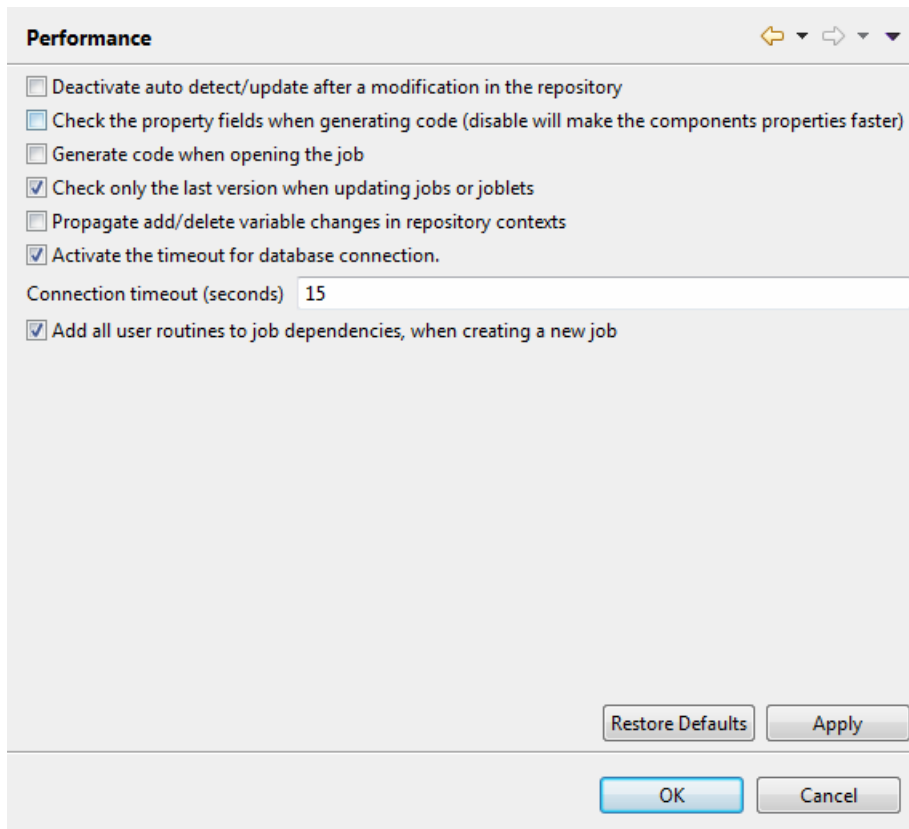 Performance
Deactivate auto detect/update after a modification in the repository
Check the property fields when generating code (disable will make the components properties faster)
Generate code when opening the job
Check only the last version when updating jobs or joblets
Propagate add/delete variable changes in repository contexts
Activate the timeout for database connection.
Connection timeout (seconds) 15
Add all user routines to job dependencies, when creating a new job
Restore Defaults Apply
OK Cancel